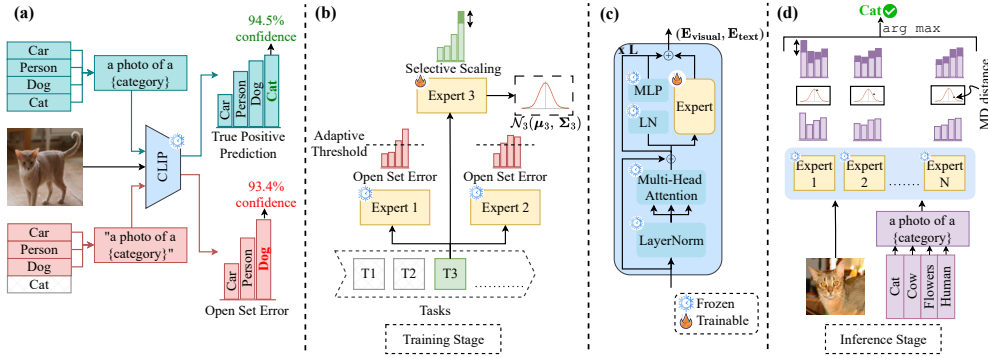 (a)
Car
Person
Dog
Cat
a photo of a
{category}
94.5%
confidence
Car
Person
Dog
Cat
True Positive
Prediction
CLIP
Car
Person
Dog
Cat
"a photo of a
{category}"
93.4%
confidence
Car
Person
Dog
Open Set Error
(b)
Selective Scaling
Expert 3
𝒩₃(μ₃, Σ₃)
Adaptive
Threshold
Open Set Error
Open Set Error
Expert 1
Expert 2
T1
T2
T3
Tasks
Training Stage
(c)
(E_visual, E_text)
x L
MLP
LN
Expert
Multi-Head
Attention
LayerNorm
Frozen
Trainable
(d)
Cat
arg max
MD distance
Expert
1
Expert
2
Expert
N
a photo of a
{category}
Cat
Cow
Flowers
Human
Inference Stage